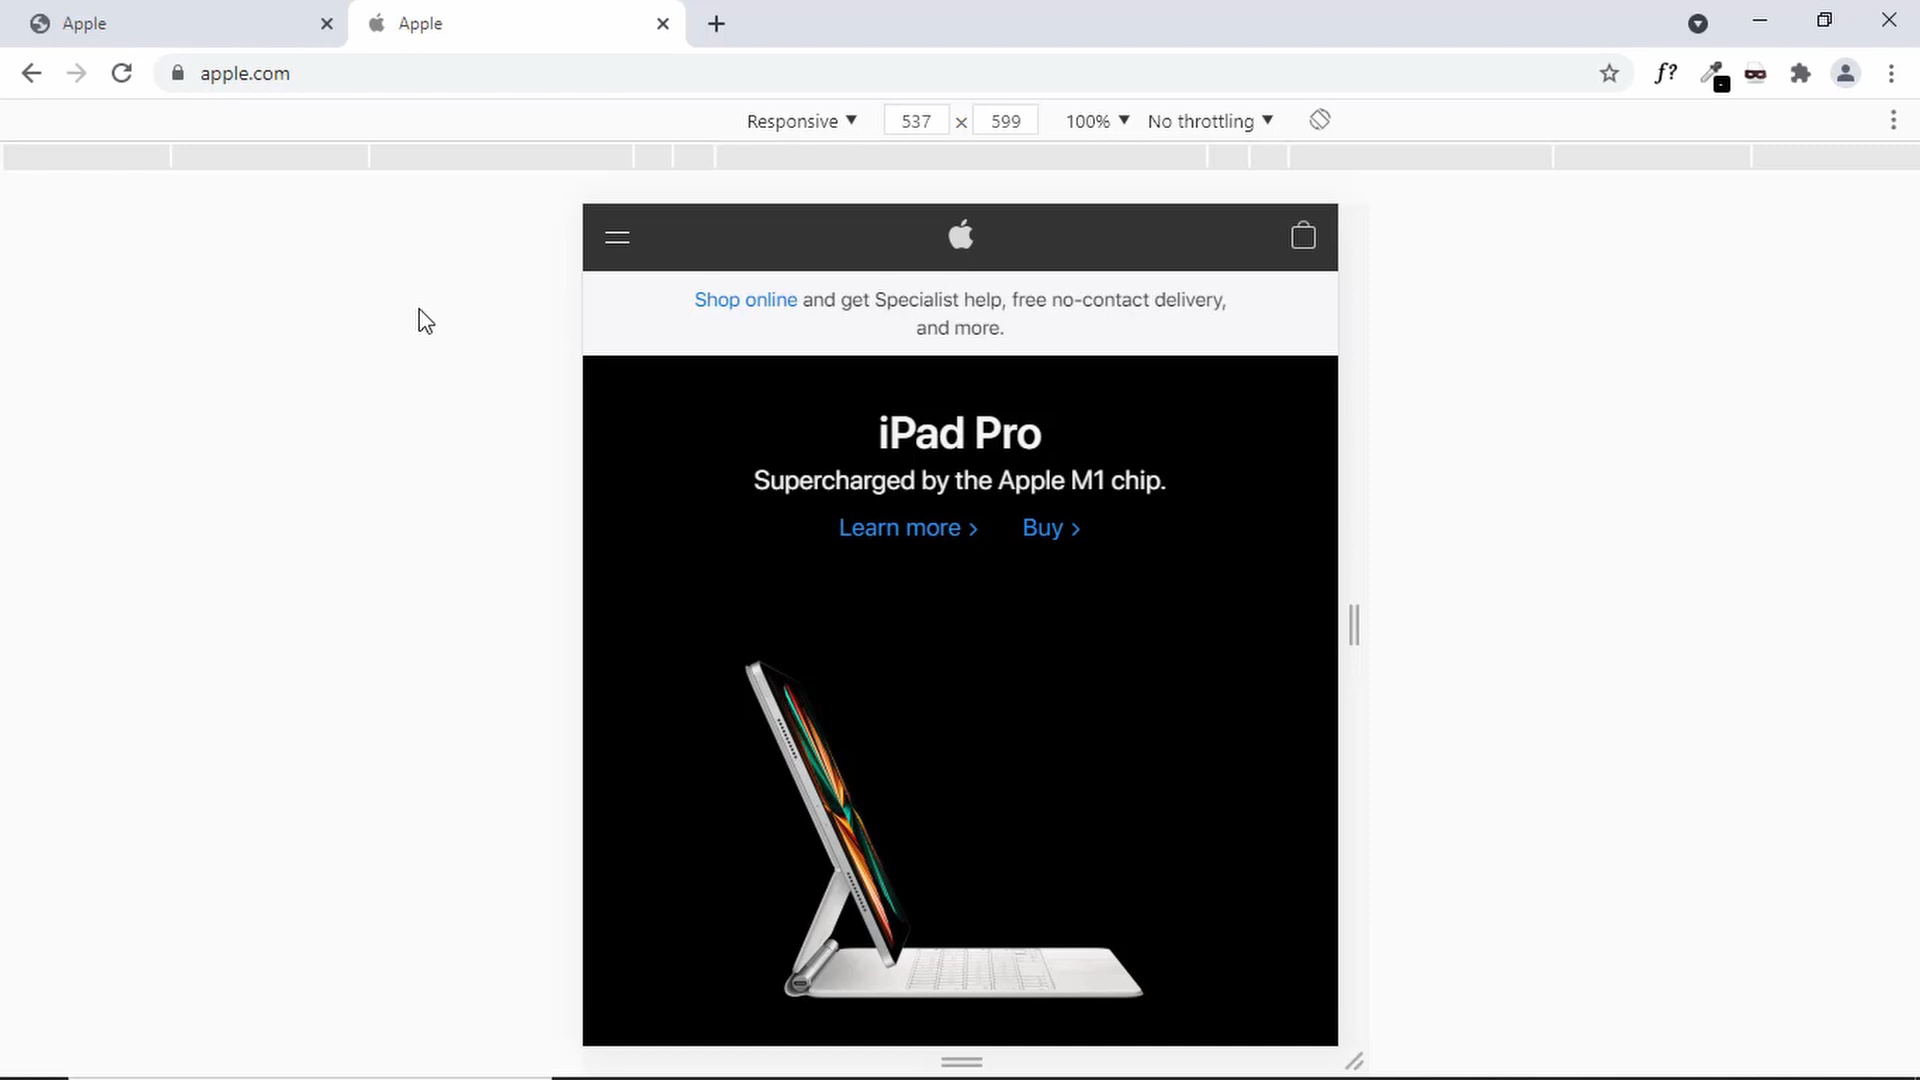 Apple
Apple
apple.com
f?
Responsive
537 × 599
100%
No throttling
Shop online and get Specialist help, free no-contact delivery,
and more.
iPad Pro
Supercharged by the Apple M1 chip.
Learn more >
Buy >